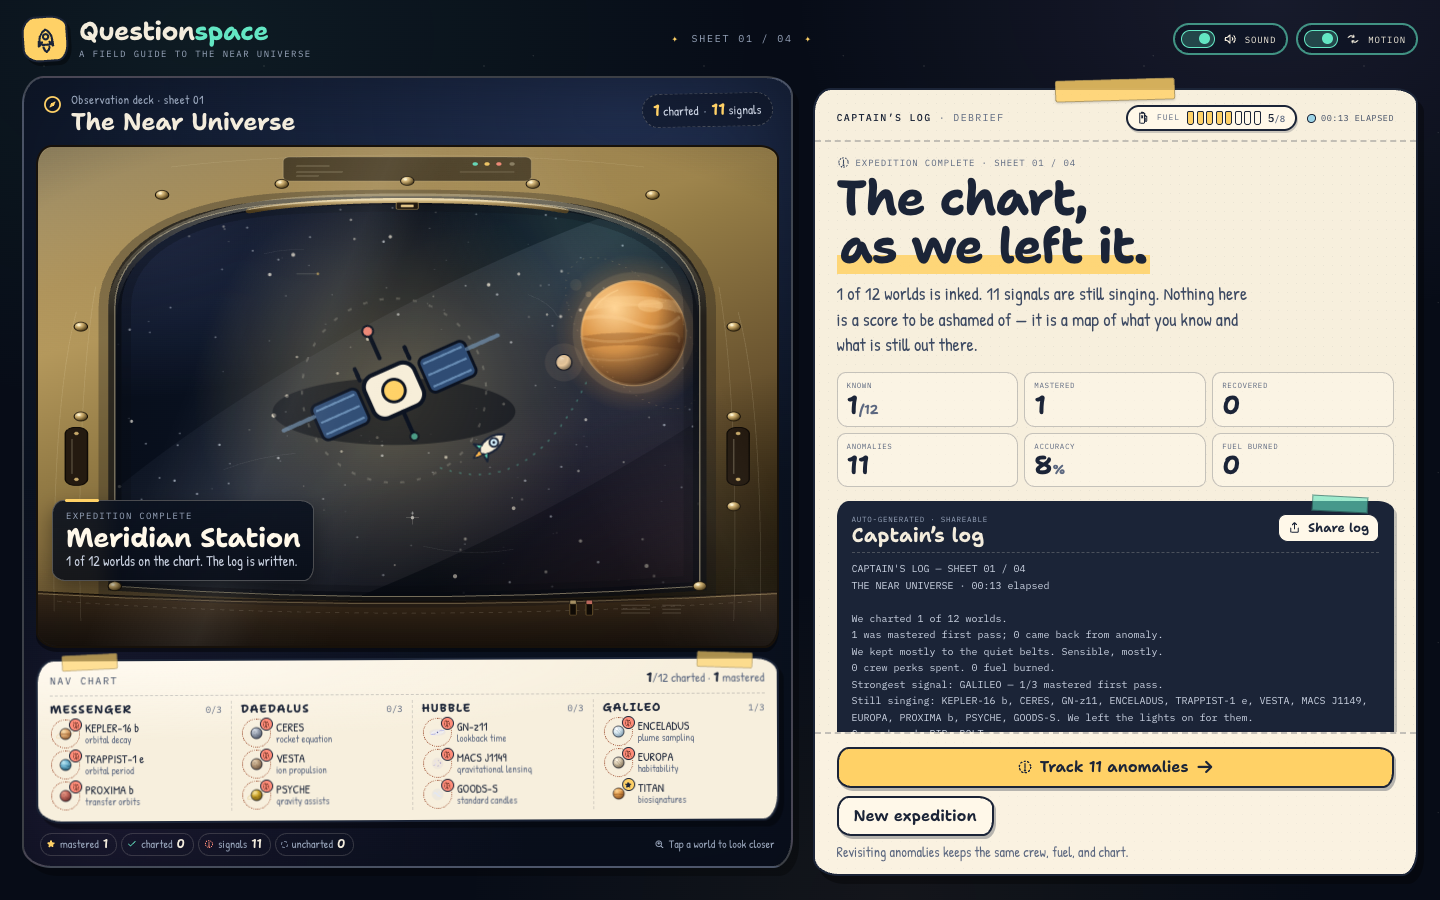 Questionspace
A FIELD GUIDE TO THE NEAR UNIVERSE
SHEET 01 / 04
SOUND
MOTION
Observation deck · sheet 01
The Near Universe
1 charted · 11 signals
EXPEDITION COMPLETE
Meridian Station
1 of 12 worlds on the chart. The log is written.
NAV CHART
1/12 charted · 1 mastered
MESSENGER 0/3
KEPLER-16 b
orbital decay
TRAPPIST-1 e
orbital period
PROXIMA b
transfer orbits
DAEDALUS 0/3
CERES
rocket equation
VESTA
ion propulsion
PSYCHE
gravity assists
HUBBLE 0/3
GN-z11
lookback time
MACS J1149
gravitational lensing
GOODS-S
standard candles
GALILEO 1/3
ENCELADUS
plume sampling
EUROPA
habitability
TITAN
biosignatures
mastered 1
charted 0
signals 11
uncharted 0
Tap a world to look closer
CAPTAIN'S LOG · DEBRIEF
FUEL 5/8
00:13 ELAPSED
EXPEDITION COMPLETE · SHEET 01 / 04
The chart,
as we left it.
1 of 12 worlds is inked. 11 signals are still singing. Nothing here
is a score to be ashamed of — it is a map of what you know and
what is still out there.
KNOWN
1/12
MASTERED
1
RECOVERED
0
ANOMALIES
11
ACCURACY
8%
FUEL BURNED
0
AUTO-GENERATED · SHAREABLE
Captain's log
Share log
CAPTAIN'S LOG — SHEET 01 / 04
THE NEAR UNIVERSE · 00:13 elapsed
We charted 1 of 12 worlds.
1 was mastered first pass; 0 came back from anomaly.
We kept mostly to the quiet belts. Sensible, mostly.
0 crew perks spent. 0 fuel burned.
Strongest signal: GALILEO — 1/3 mastered first pass.
Still singing: KEPLER-16 b, CERES, GN-z11, ENCELADUS, TRAPPIST-1 e, VESTA, MACS J1149,
EUROPA, PROXIMA b, PSYCHE, GOODS-S. We left the lights on for them.
Track 11 anomalies →
New expedition
Revisiting anomalies keeps the same crew, fuel, and chart.